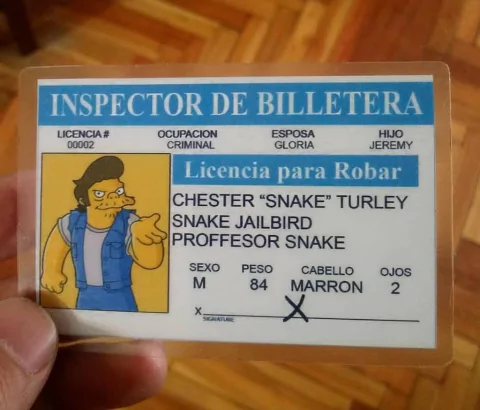 INSPECTOR DE BILLETERA
LICENCIA# OCUPACION ESPOSA HIJO
00002 CRIMINAL GLORIA JEREMY
Licencia para Robar
CHESTER “SNAKE” TURLEY
SNAKE JAILBIRD
PROFFESOR SNAKE
SEXO PESO CABELLO OJOS
M 84 MARRON 2
X X
SIGNATURE